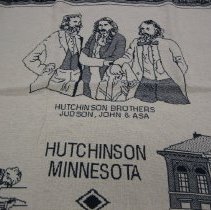 HUTCHINSON BROTHERS
JUDSON, JOHN & ASA
HUTCHINSON
MINNESOTA